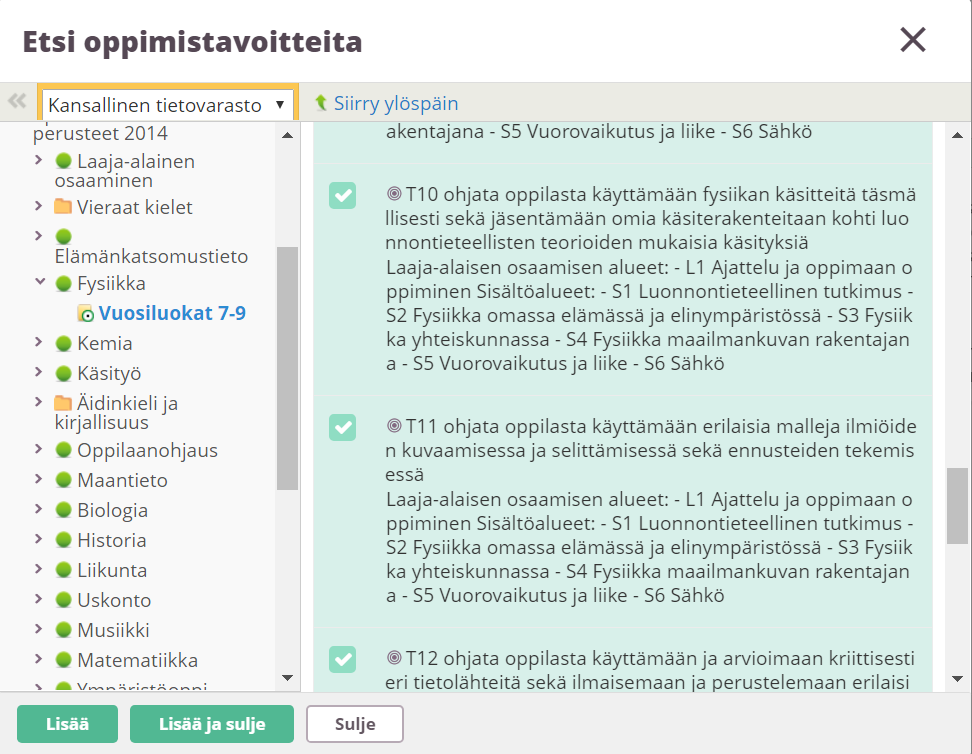 Etsi oppimistavoitteita
Kansallinen tietovarasto
Siirry ylöspäin
perusteet 2014
Laaja-alainen
osaaminen
Vieraat kielet
Elämänkatsomustieto
Fysiikka
Vuosiluokat 7-9
Kemia
Käsityö
Äidinkieli ja
kirjallisuus
Oppilaanohjaus
Maantieto
Biologia
Historia
Liikunta
Uskonto
Musiikki
Matematiikka
Ympäristöoppi
akentajana - S5 Vuorovaikutus ja liike - S6 Sähkö
T10 ohjata oppilasta käyttämään fysiikan käsitteitä täsmä
llisesti sekä jäsentämään omia käsiterakenteitaan kohti luo
nnontieteellisten teorioiden mukaisia käsityksiä
Laaja-alaisen osaamisen alueet: - L1 Ajattelu ja oppimaan o
ppiminen Sisältöalueet: - S1 Luonnontieteellinen tutkimus -
S2 Fysiikka omassa elämässä ja elinympäristössä - S3 Fysiik
ka yhteiskunnassa - S4 Fysiikka maailmankuvan rakentajan
a - S5 Vuorovaikutus ja liike - S6 Sähkö
T11 ohjata oppilasta käyttämään erilaisia malleja ilmiöide
n kuvaamisessa ja selittämisessä sekä ennusteiden tekemis
essä
Laaja-alaisen osaamisen alueet: - L1 Ajattelu ja oppimaan o
ppiminen Sisältöalueet: - S1 Luonnontieteellinen tutkimus -
S2 Fysiikka omassa elämässä ja elinympäristössä - S3 Fysiik
ka yhteiskunnassa - S4 Fysiikka maailmankuvan rakentajan
a - S5 Vuorovaikutus ja liike - S6 Sähkö
T12 ohjata oppilasta käyttämään ja arvioimaan kriittisesti
eri tietolähteitä sekä ilmaisemaan ja perustelemaan erilaisi
Lisää
Lisää ja sulje
Sulje